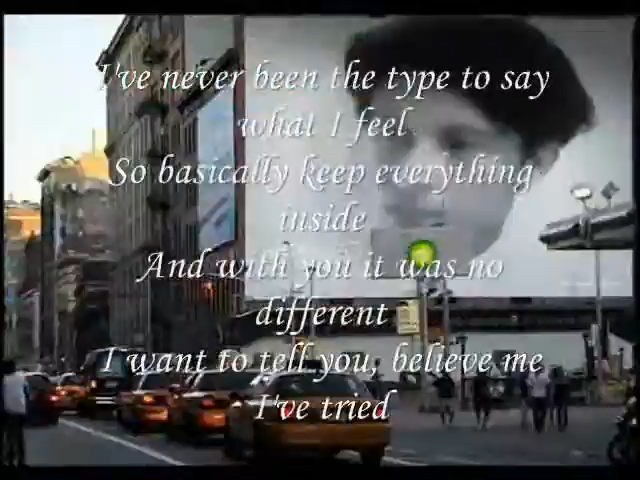 I've never been the type to say
what I feel
So basically keep everything
inside
And with you it was no
different
I want to tell you, believe me
I've tried